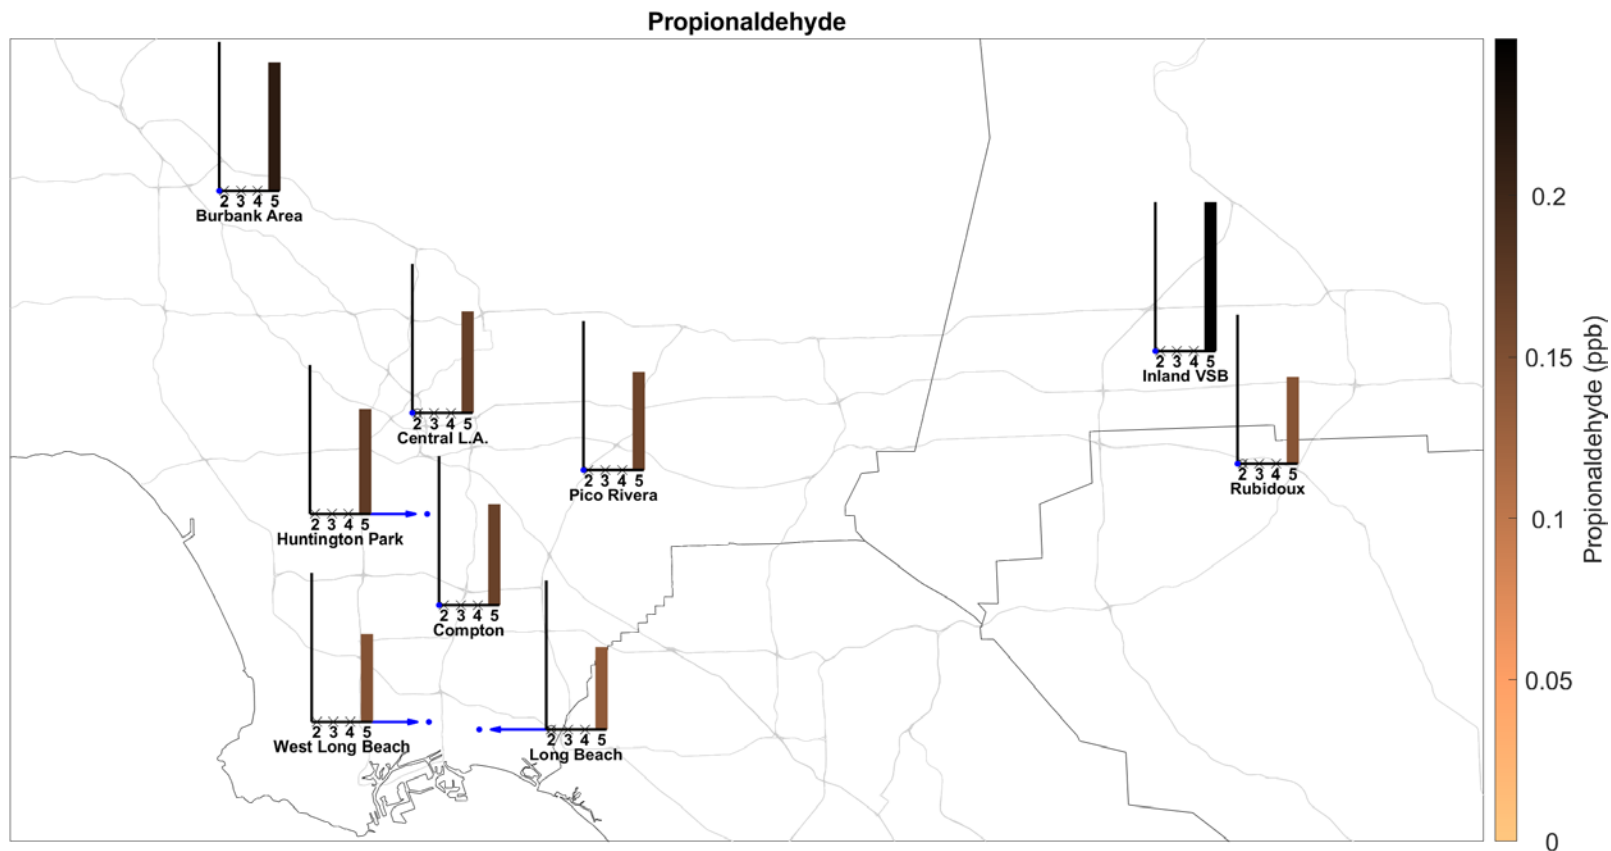 Propionaldehyde
2 3 4 5
Burbank Area
2 3 4 5
Inland VSB
2 3 4 5
Central L.A.
2 3 4 5
Pico Rivera
2 3 4 5
Rubidoux
2 3 4 5
Huntington Park
2 3 4 5
Compton
2 3 4 5
West Long Beach
2 3 4 5
Long Beach
0.2
0.15
0.1
0.05
0
Propionaldehyde (ppb)